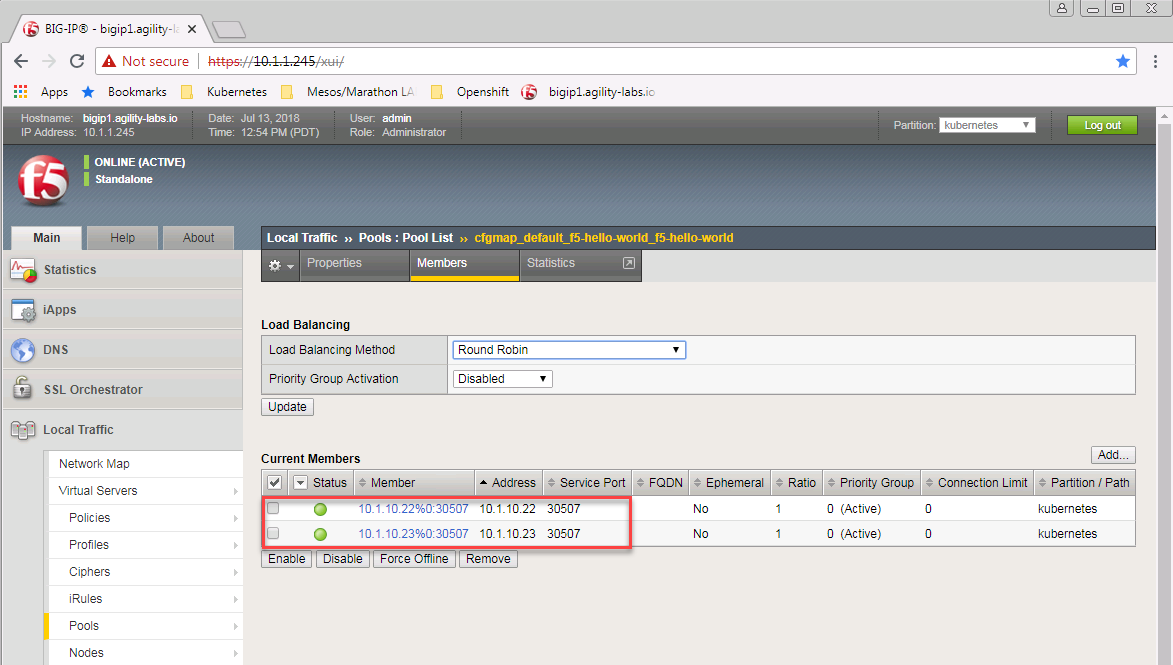 BIG-IP® - bigip1.agility-la
Not secure
https://10.1.1.245/xui/
Apps Bookmarks Kubernetes Mesos/Marathon LA Openshift bigip1.agility-labs.io
Hostname: bigip1.agility-labs.io Date: Jul 13, 2018 User: admin
IP Address: 10.1.1.245 Time: 12:54 PM (PDT) Role: Administrator
Partition: kubernetes Log out
f5
ONLINE (ACTIVE)
Standalone
Main Help About
Local Traffic ›› Pools : Pool List ›› cfgmap_default_f5-hello-world_f5-hello-world
Properties Members Statistics
Statistics
iApps
DNS
SSL Orchestrator
Local Traffic
Network Map
Virtual Servers
Policies
Profiles
Ciphers
iRules
Pools
Nodes
Load Balancing
Load Balancing Method Round Robin
Priority Group Activation Disabled
Update
Current Members Add...
Status Member Address Service Port FQDN Ephemeral Ratio Priority Group Connection Limit Partition / Path
10.1.10.22%0:30507 10.1.10.22 30507 No 1 0 (Active) 0 kubernetes
10.1.10.23%0:30507 10.1.10.23 30507 No 1 0 (Active) 0 kubernetes
Enable Disable Force Offline Remove